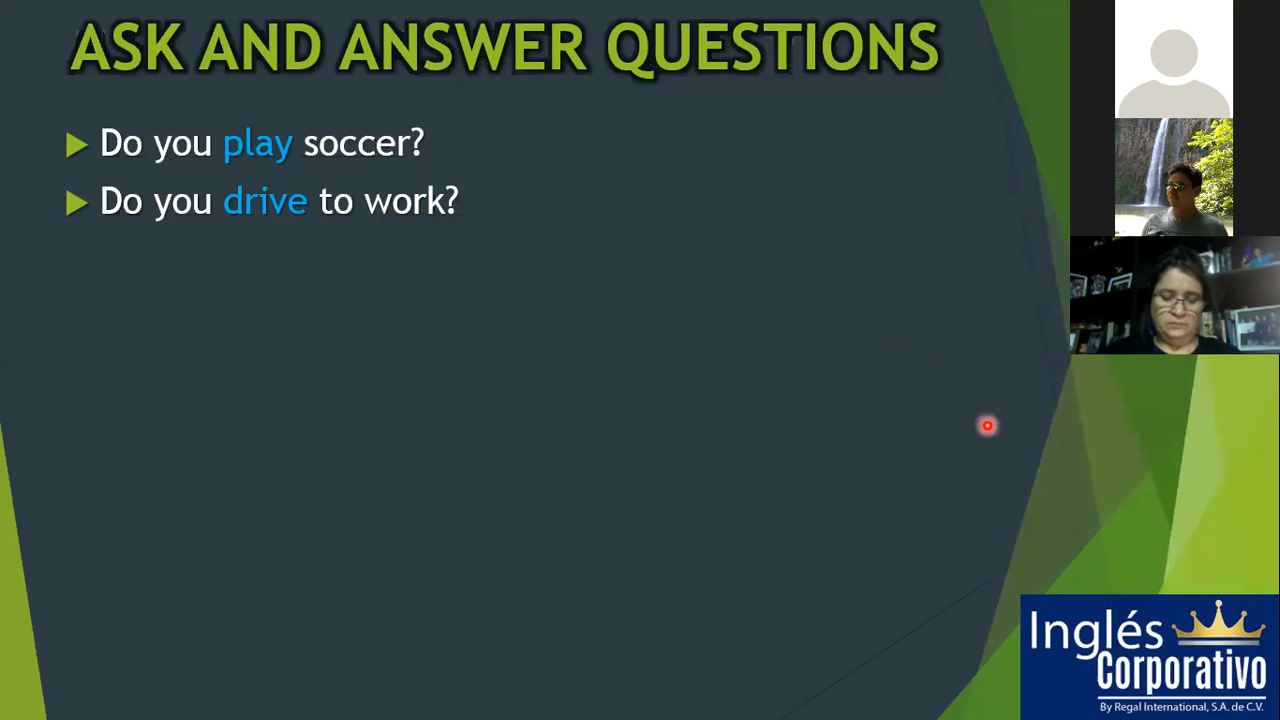 ASK AND ANSWER QUESTIONS
Do you play soccer?
Do you drive to work?
Inglés
Corporativo
By Regal International, S.A. de C.V.